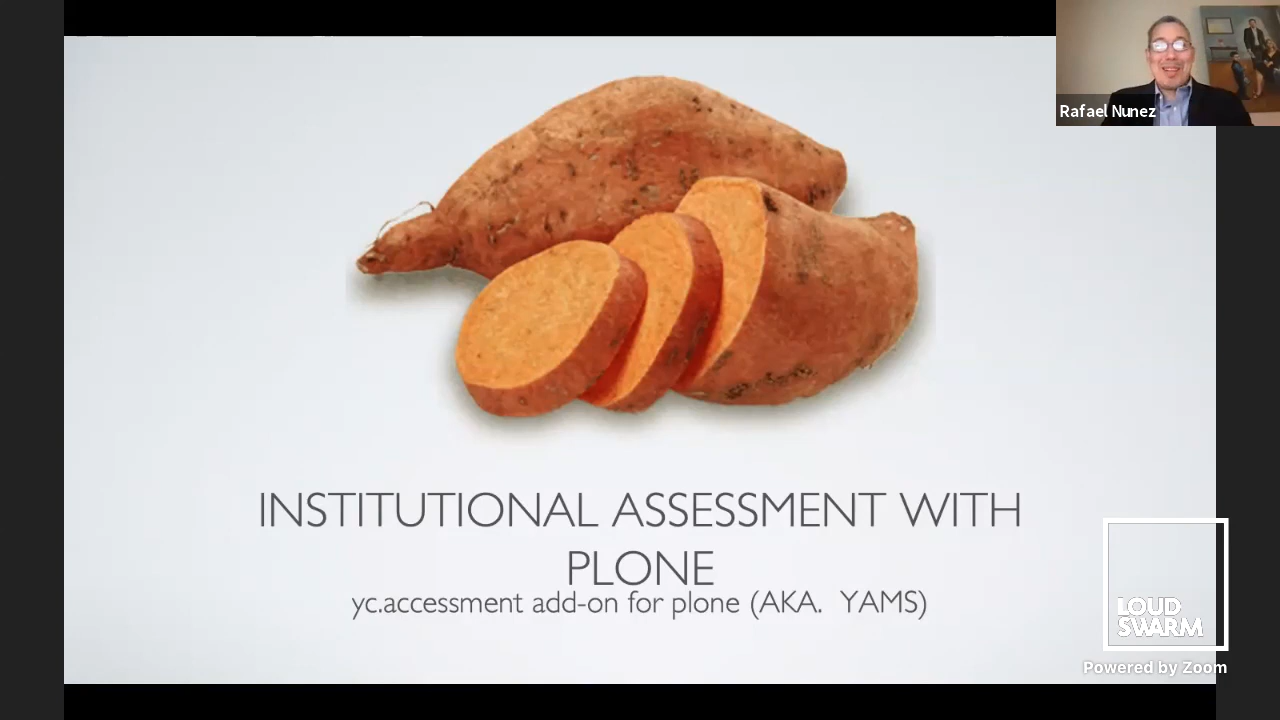 Rafael Nunez
INSTITUTIONAL ASSESSMENT WITH
PLONE
yc.accessment add-on for plone (AKA.  YAMS)
LOUD
SWARM
Powered by Zoom